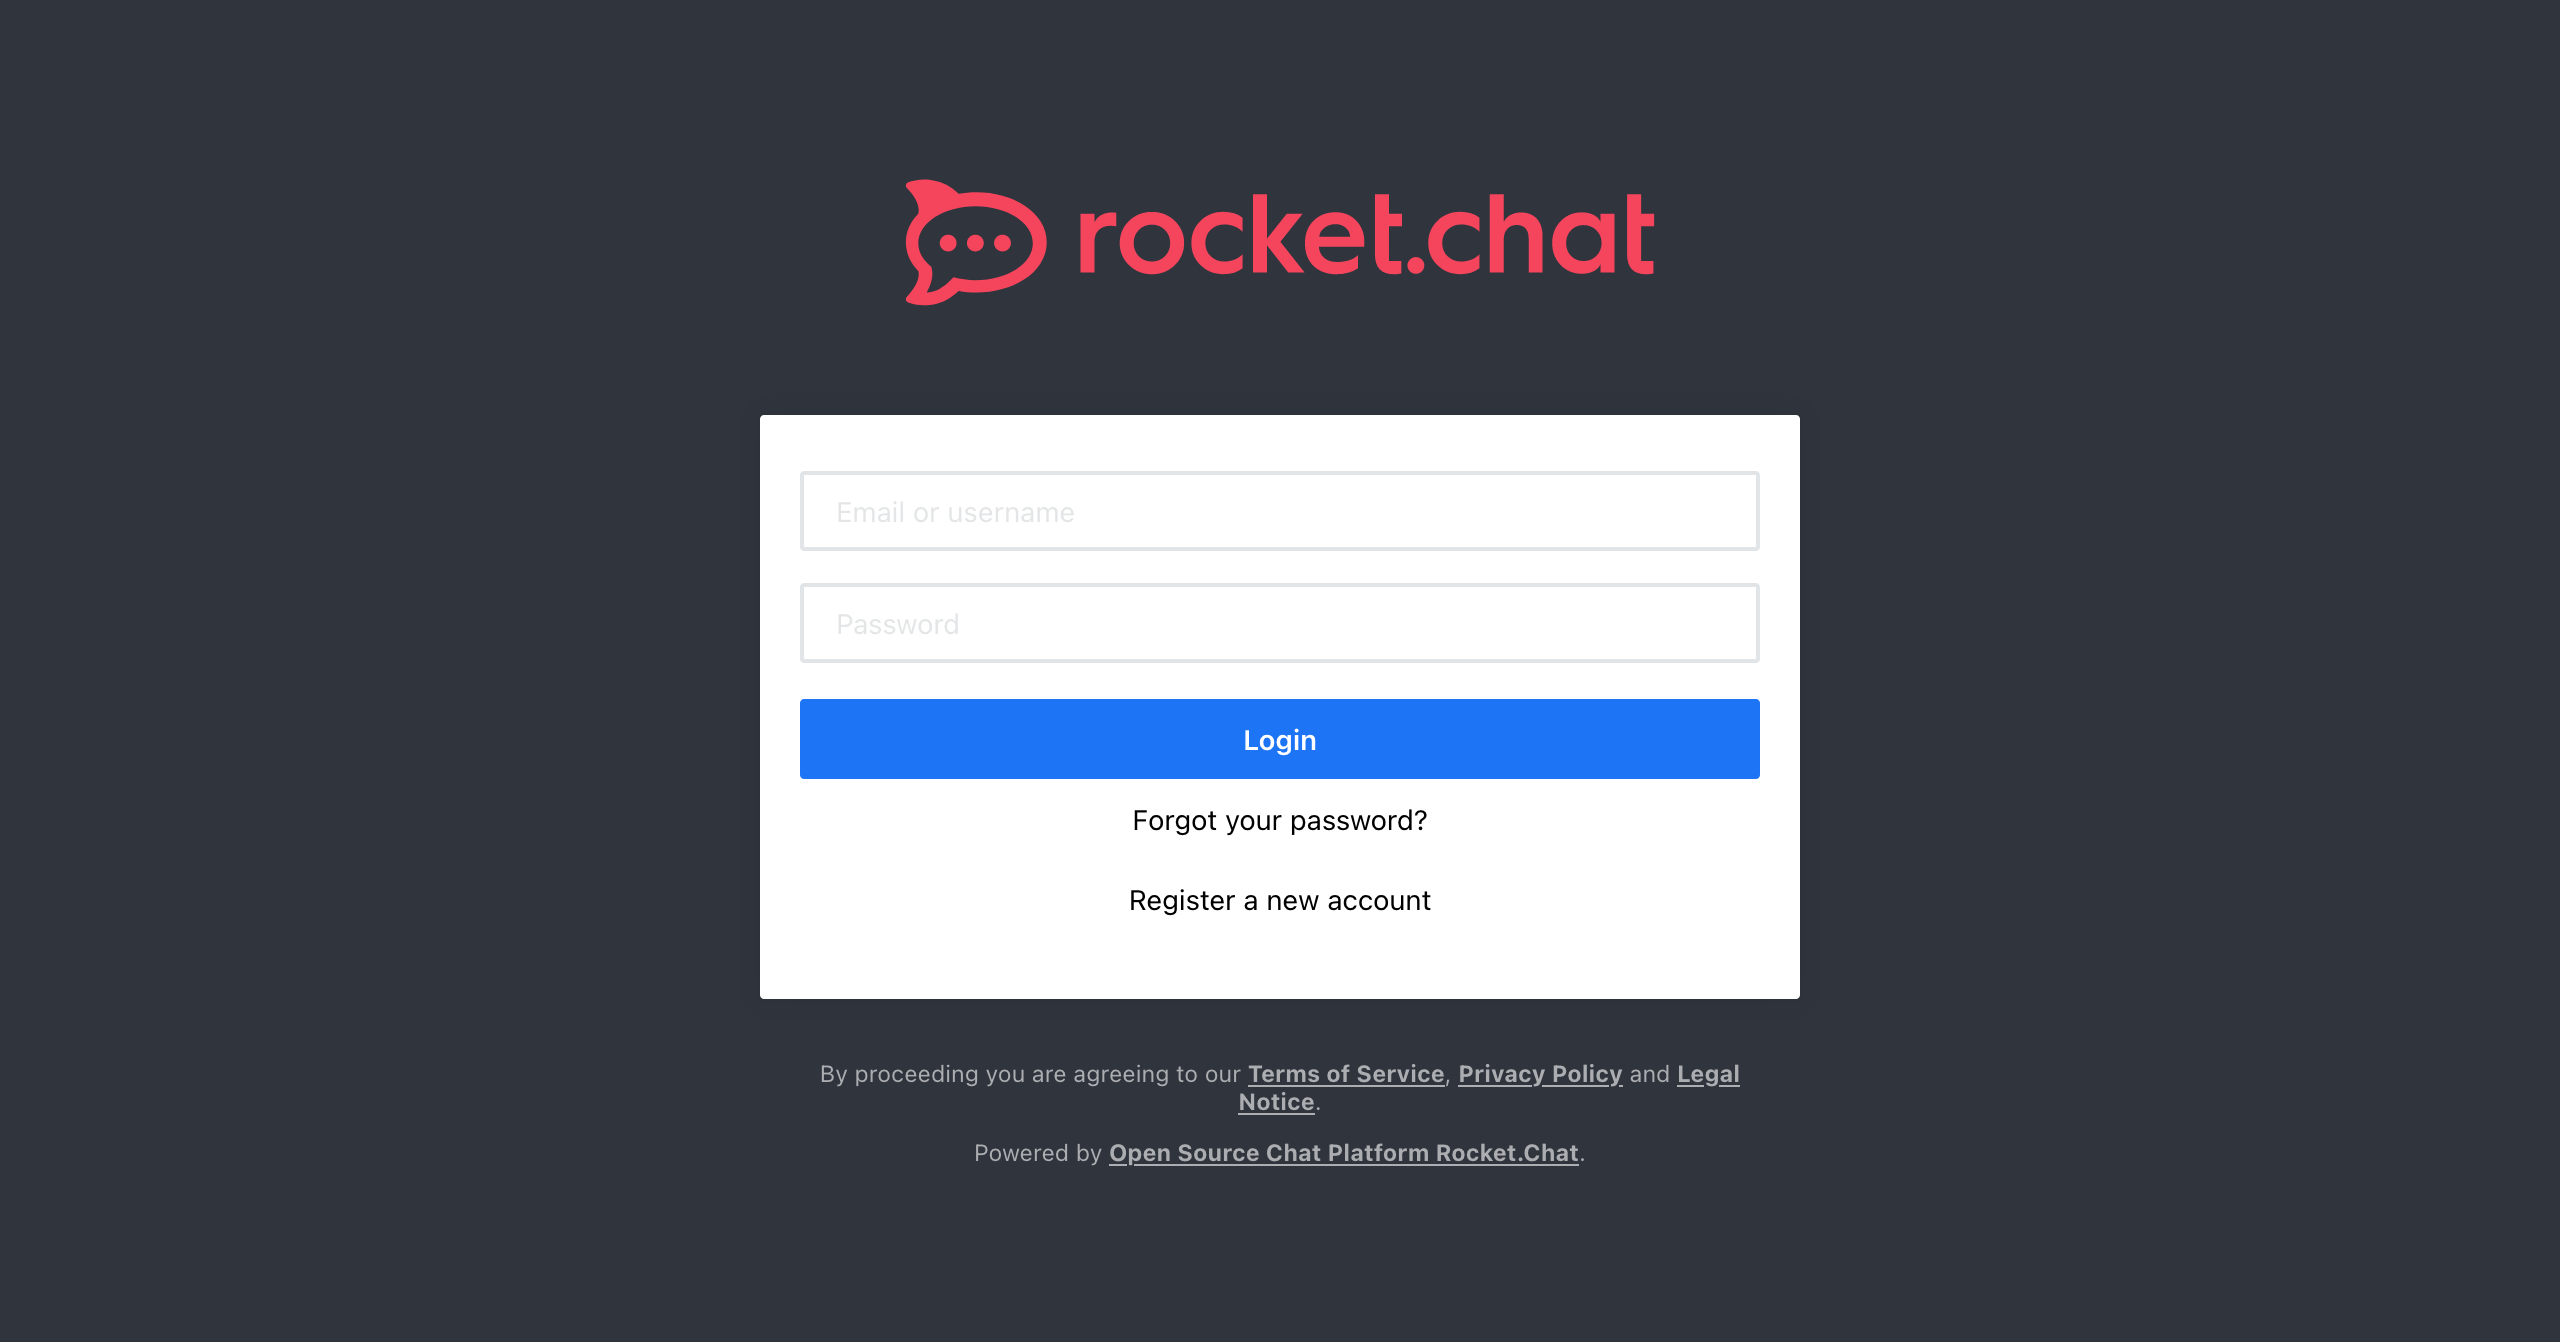 rocket.chat
Email or username
Password
Login
Forgot your password?
Register a new account
By proceeding you are agreeing to our Terms of Service, Privacy Policy and Legal
Notice.
Powered by Open Source Chat Platform Rocket.Chat.